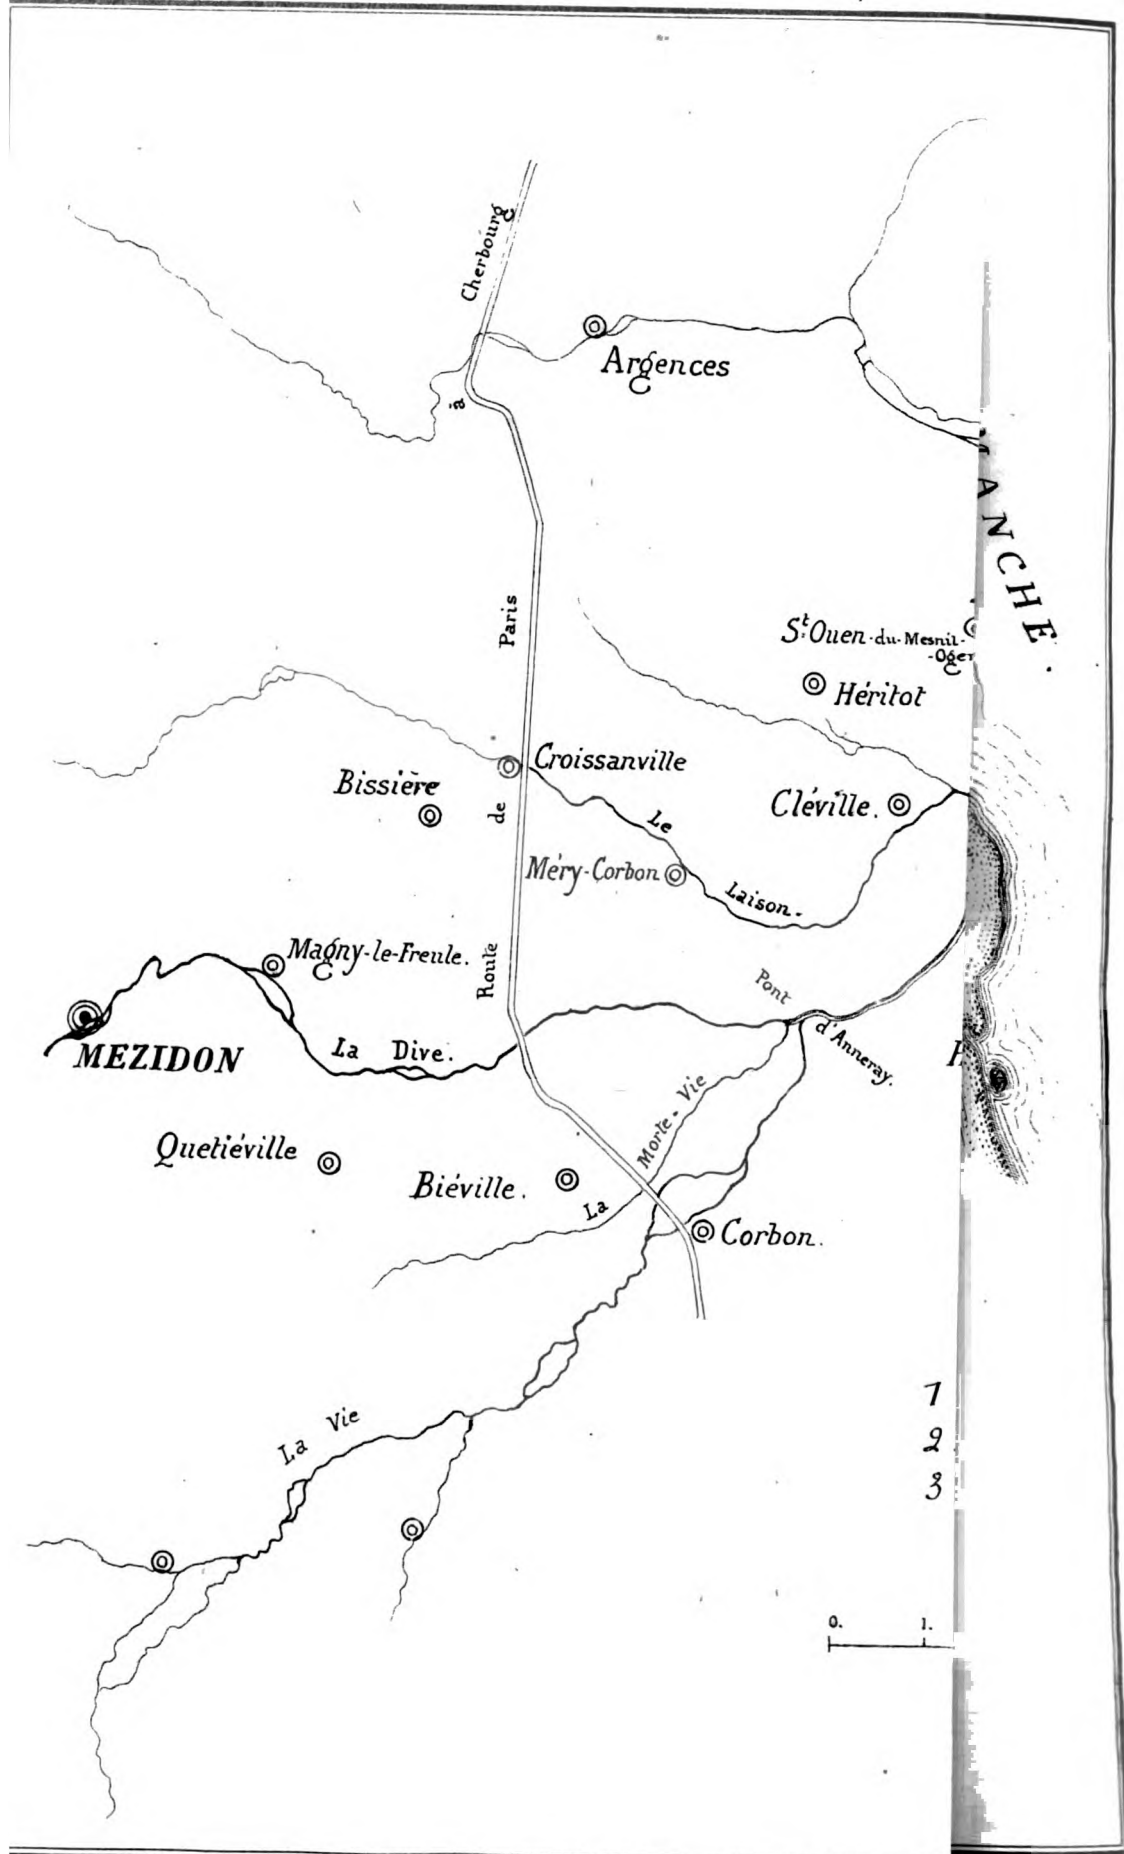 Cherbourg
à
Argences
ANCHE.
Paris
St. Ouen-du-Mesnil-
-Oger
Héritot
Croissanville
Bissière
de
Cléville.
Le
Méry-Corbon
Laison.
Magny-le-Freule.
Route
Pont
d'Anneray.
MEZIDON
La Dive.
Morte-Vie
Quetiéville
Biéville.
La
Corbon.
1
La Vie
2
3
0. 1.